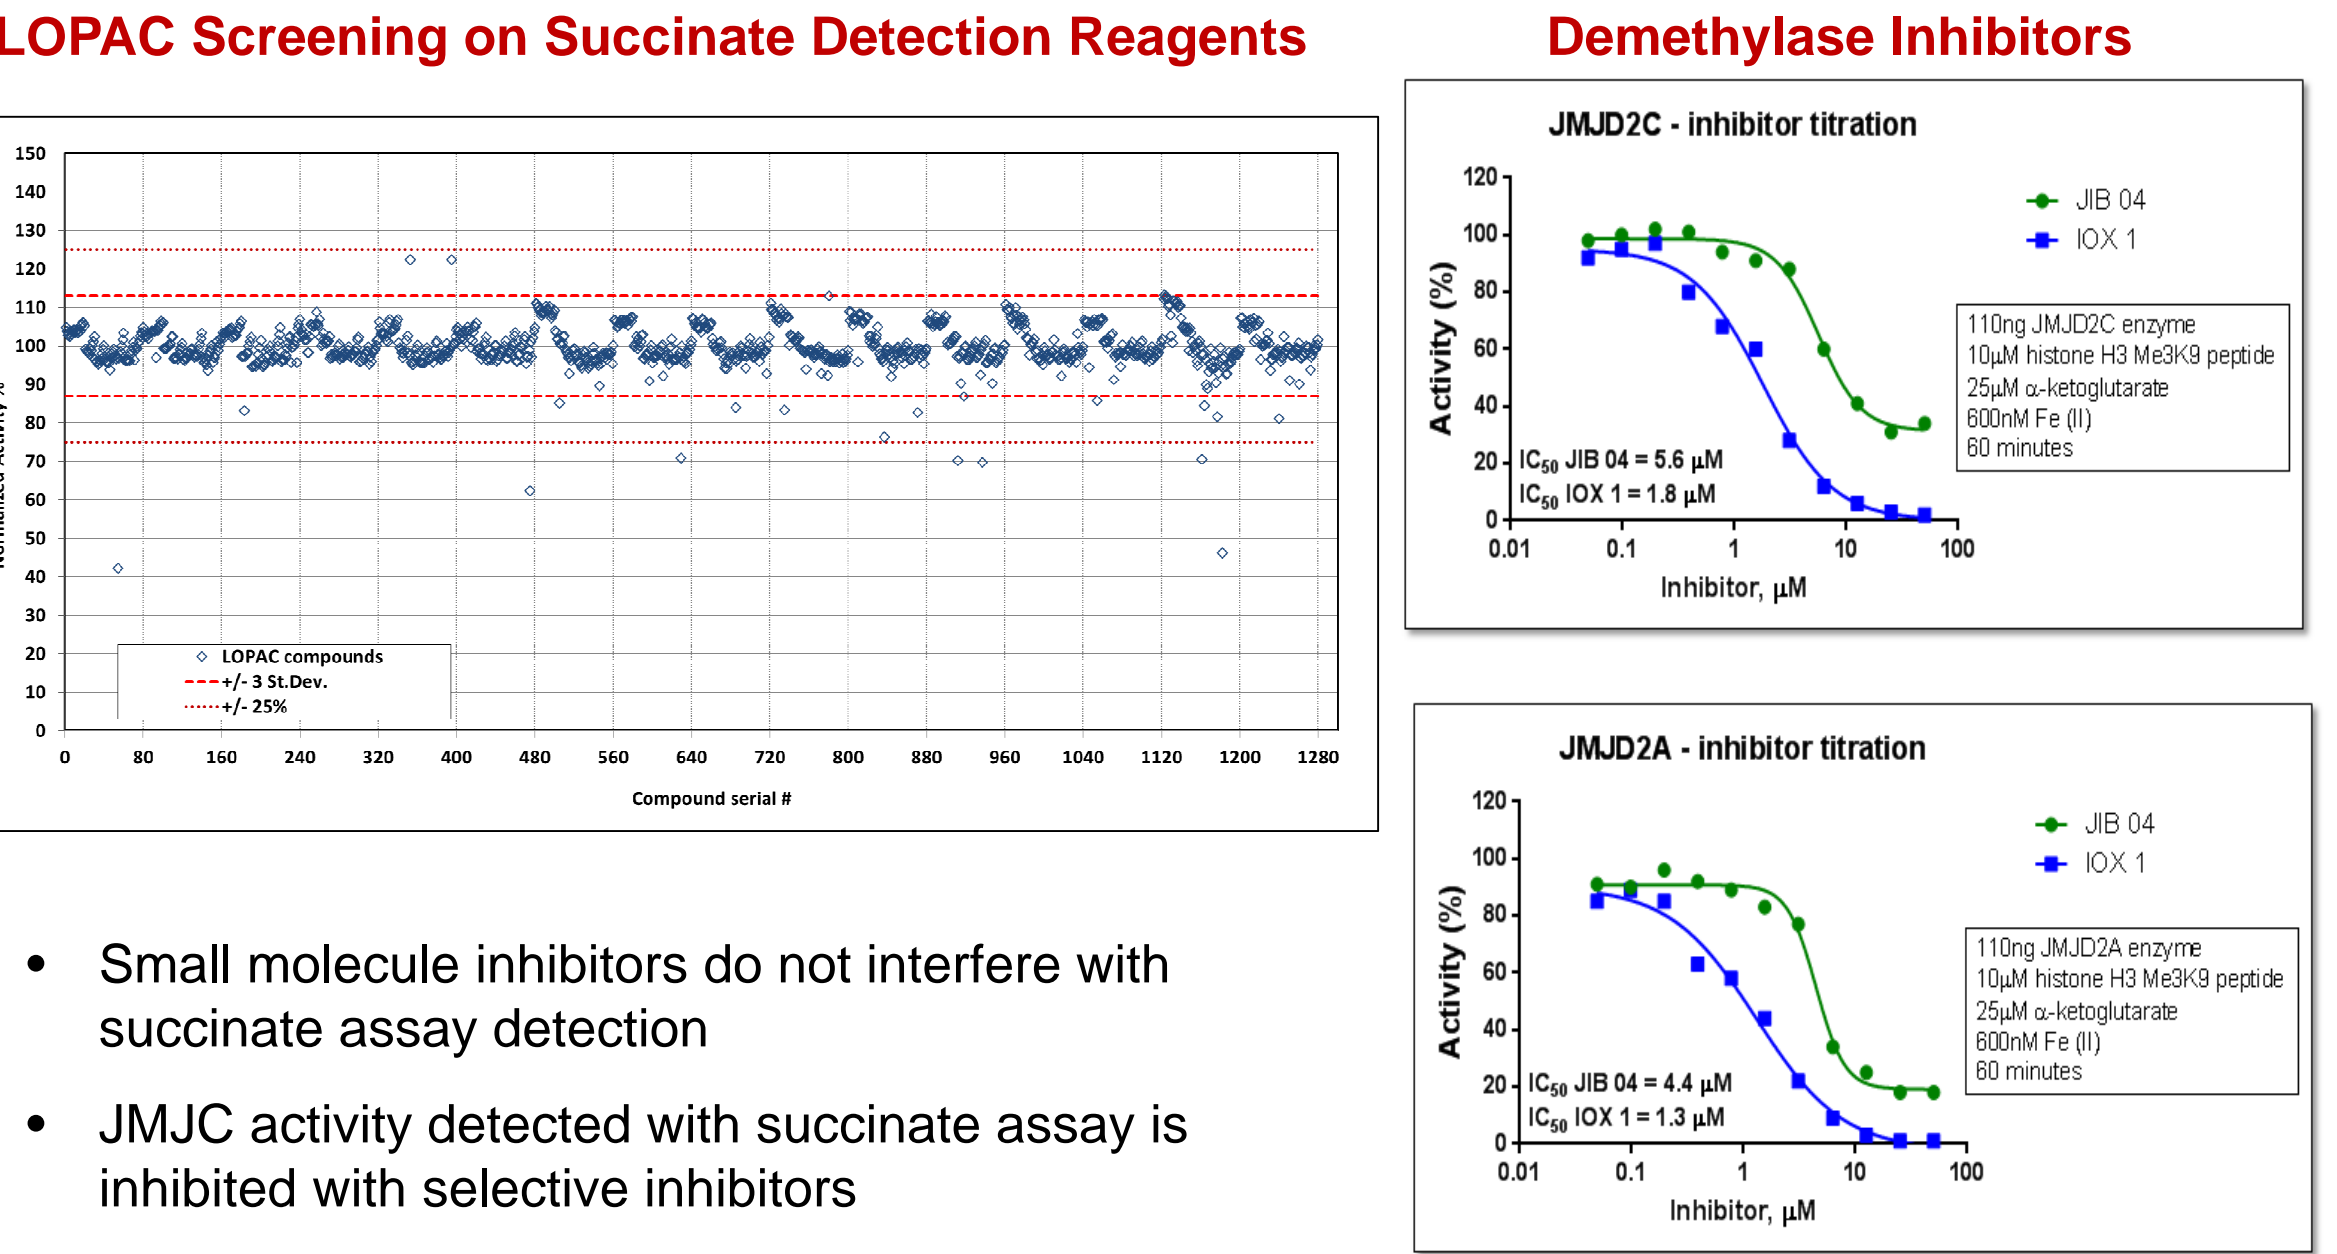 LOPAC Screening on Succinate Detection Reagents
150
140
130
120
110
100
90
80
70
60
50
40
30
20
10
0
LOPAC compounds
+/- 3 St.Dev.
+/- 25%
0 80 160 240 320 400 480 560 640 720 800 880 960 1040 1120 1200 1280
Compound serial #
• Small molecule inhibitors do not interfere with
succinate assay detection
• JMJC activity detected with succinate assay is
inhibited with selective inhibitors
Demethylase Inhibitors
JMJD2C - inhibitor titration
Activity (%)
120
100
80
60
40
20
0
JIB 04
IOX 1
110ng JMJD2C enzyme
10µM histone H3 Me3K9 peptide
25µM α-ketoglutarate
600nM Fe (II)
60 minutes
IC50 JIB 04 = 5.6 µM
IC50 IOX 1 = 1.8 µM
0.01 0.1 1 10 100
Inhibitor, µM
JMJD2A - inhibitor titration
Activity (%)
120
100
80
60
40
20
0
JIB 04
IOX 1
110ng JMJD2A enzyme
10µM histone H3 Me3K9 peptide
25µM α-ketoglutarate
600nM Fe (II)
60 minutes
IC50 JIB 04 = 4.4 µM
IC50 IOX 1 = 1.3 µM
0.01 0.1 1 10 100
Inhibitor, µM